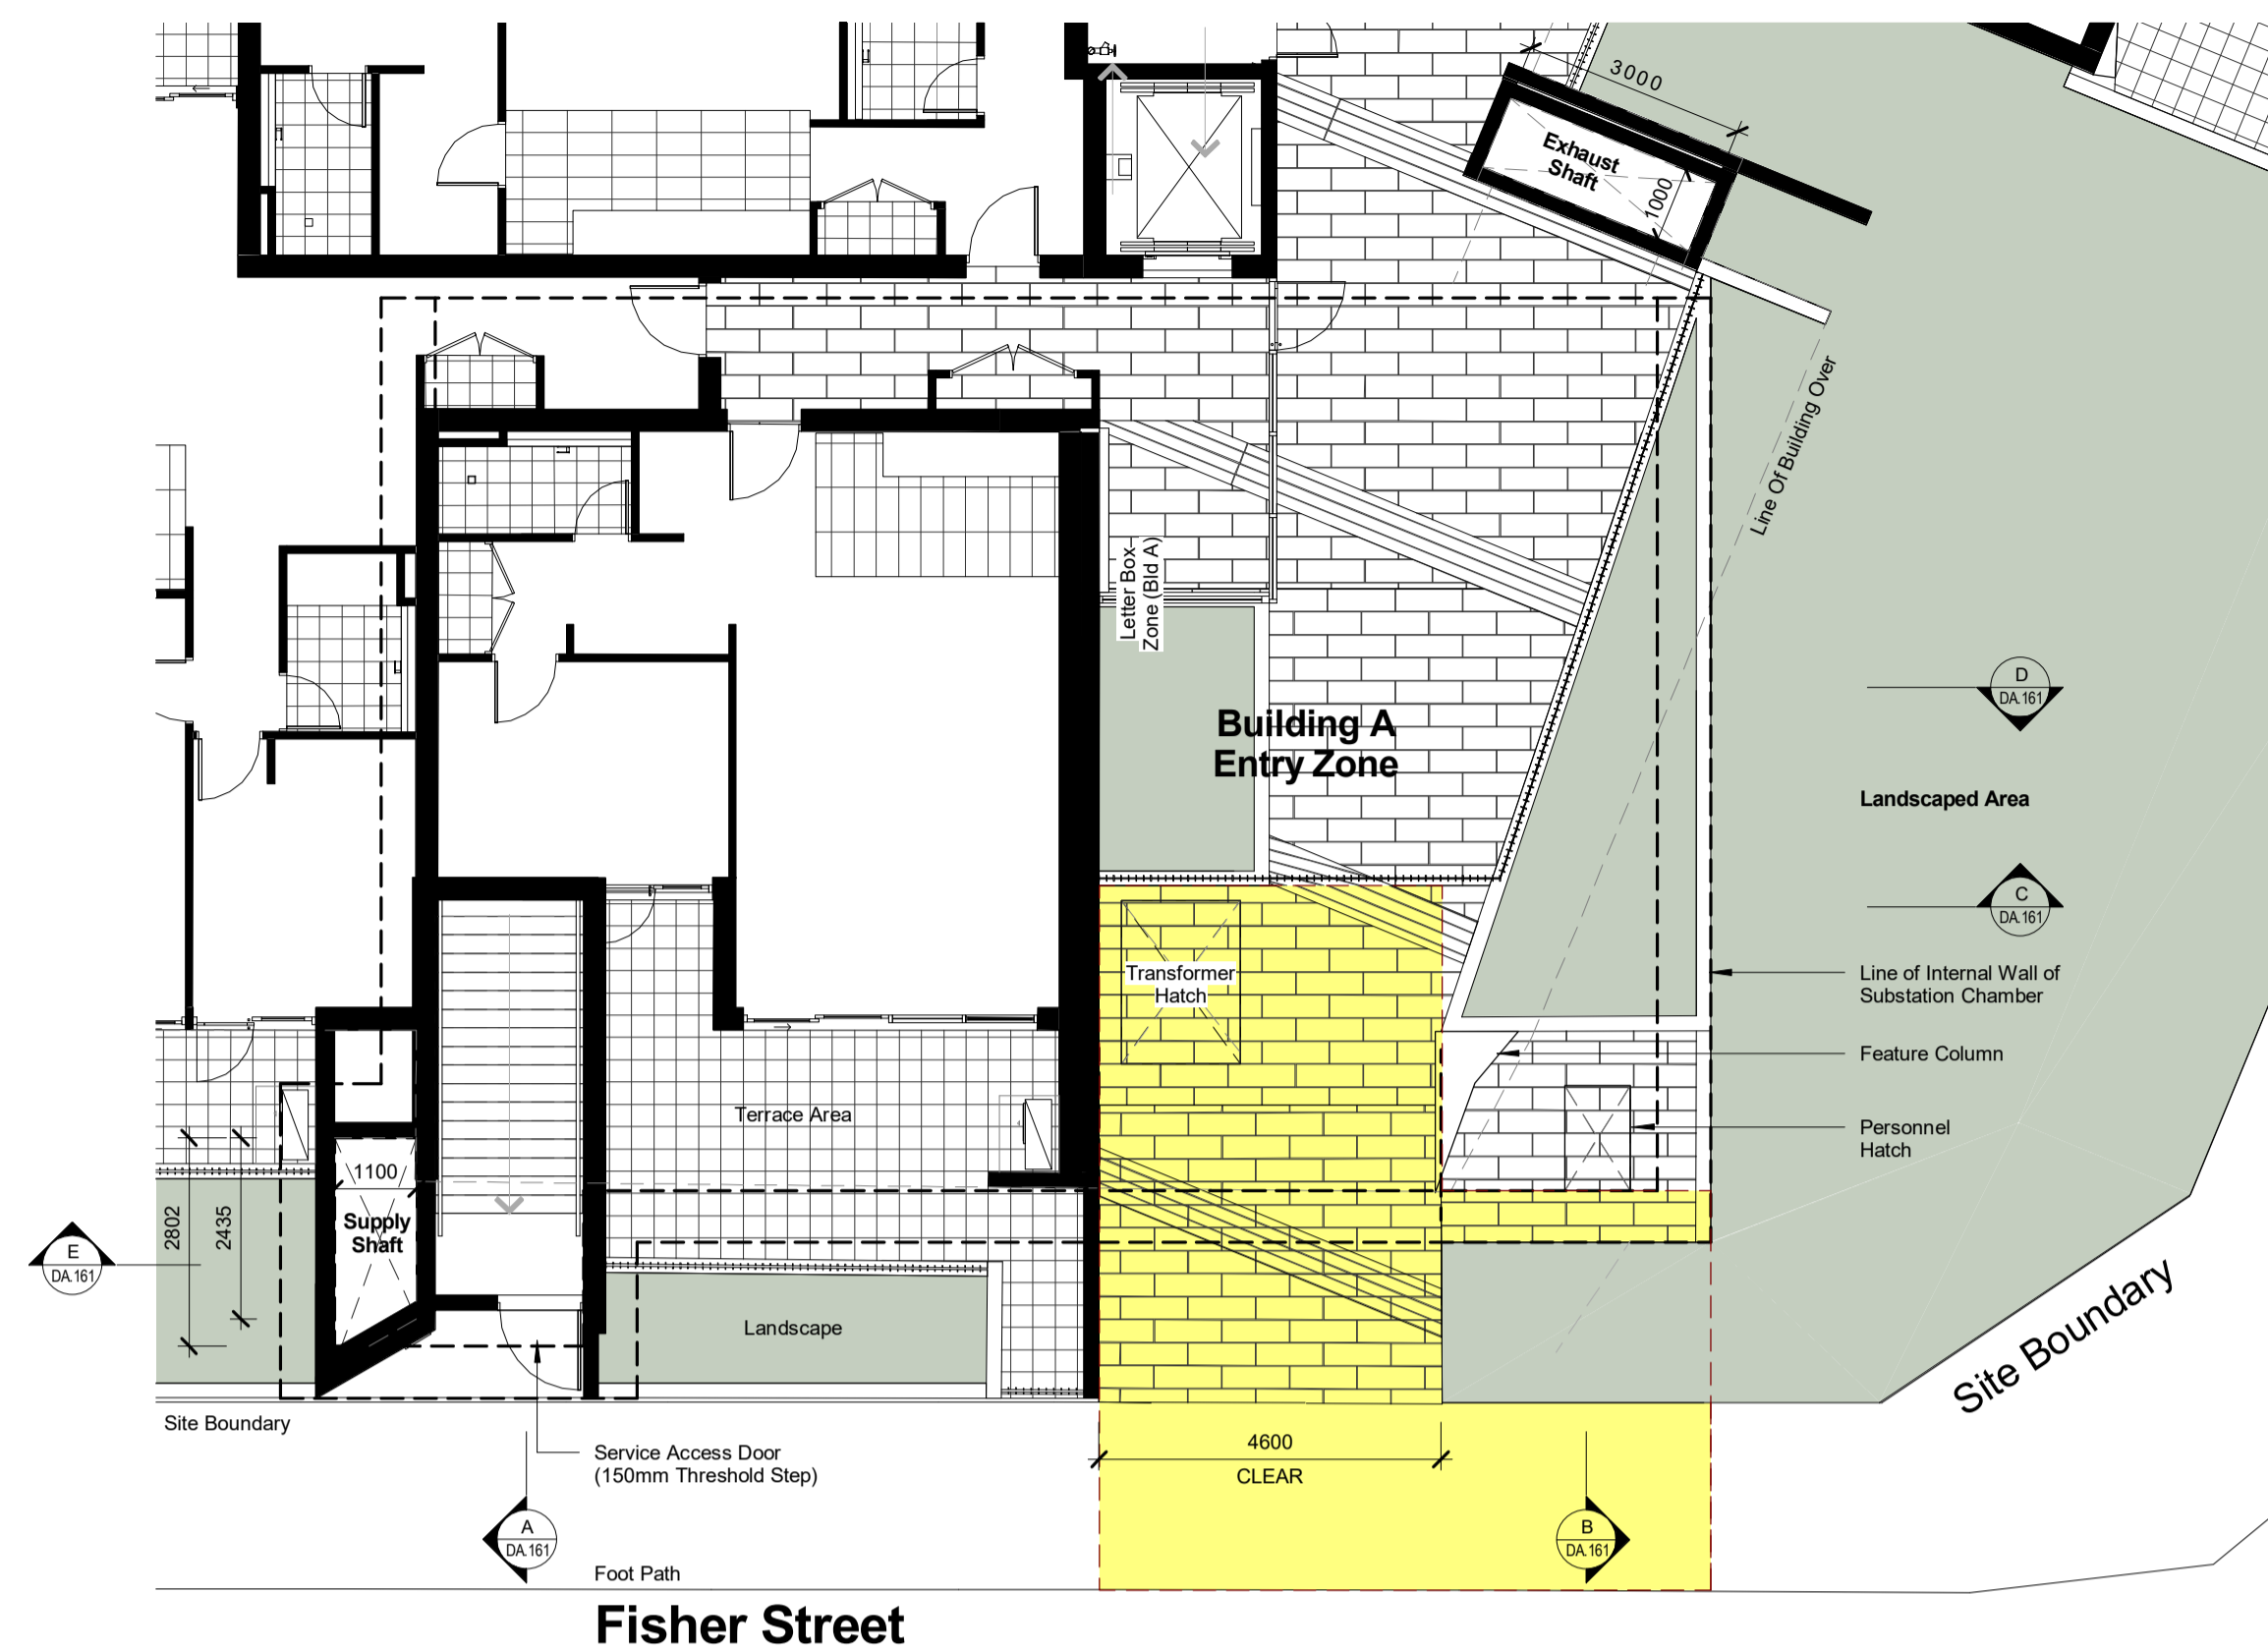 3000
Exhaust
Shaft
1000
Line Of Building Over
Letter Box
Zone (Bld A)
Building A
Entry Zone
D
DA.161
Landscaped Area
C
DA.161
Transformer
Hatch
Line of Internal Wall of
Substation Chamber
Feature Column
Terrace Area
Personnel
Hatch
1100
Supply
Shaft
2802
2435
E
DA.161
Landscape
Site Boundary
Site Boundary
Service Access Door
(150mm Threshold Step)
4600
CLEAR
A
DA.161
B
DA.161
Foot Path
Fisher Street